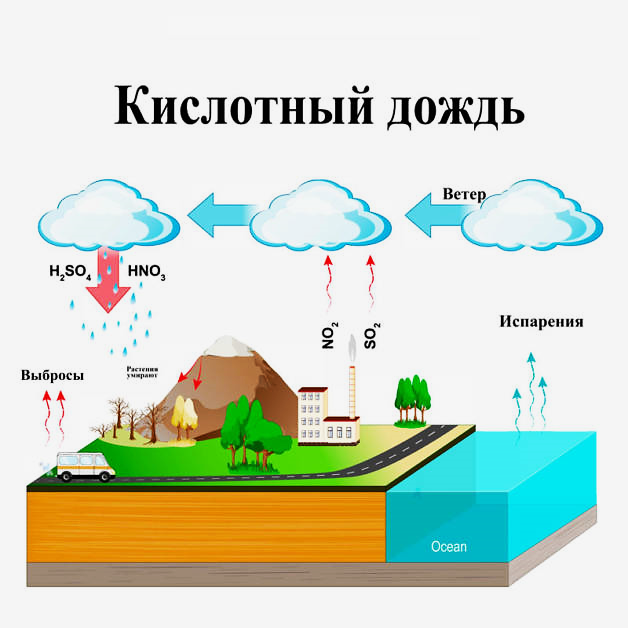 Кислотный дождь
Ветер
H₂SO₄
HNO₃
NO₂
SO₂
Испарения
Выбросы
Растения
умирают
Ocean